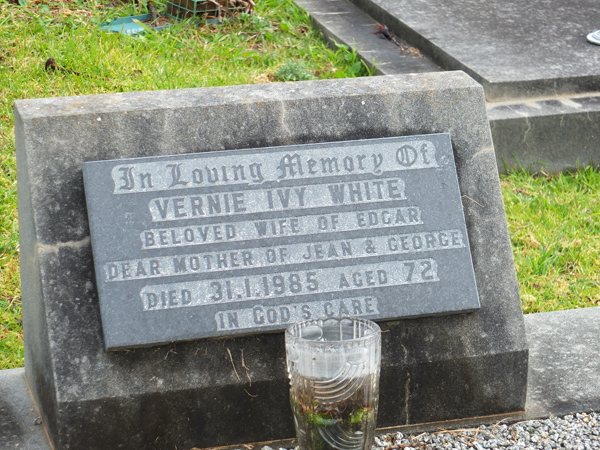 In Loving Memory Of
VERNIE IVY WHITE
BELOVED WIFE OF EDGAR
DEAR MOTHER OF JEAN & GEORGE
DIED 31.1.1985 AGED 72
IN GOD'S CARE